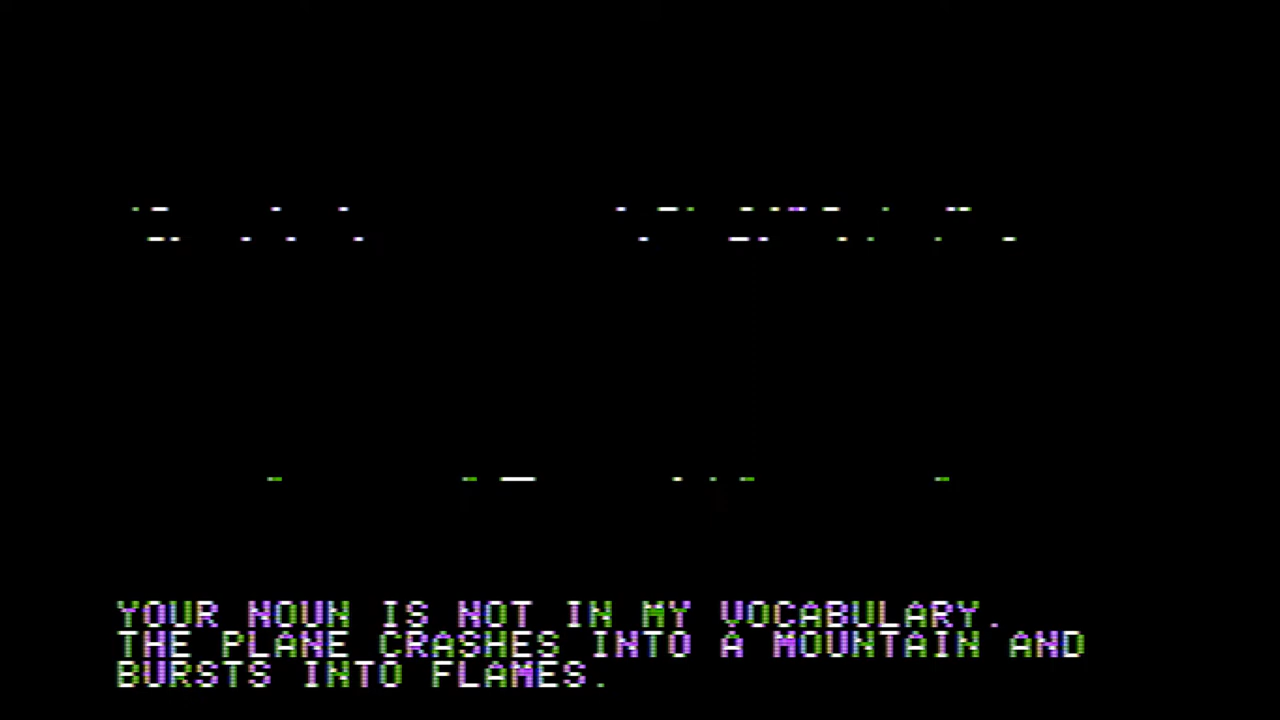 YOUR NOUN IS NOT IN MY VOCABULARY.
THE PLANE CRASHES INTO A MOUNTAIN AND
BURSTS INTO FLAMES.